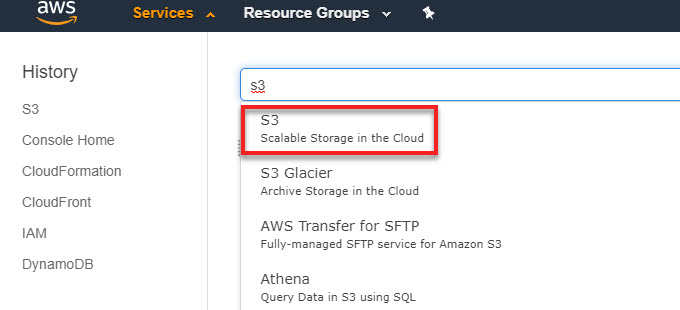 aws
Services
Resource Groups
History
S3
Console Home
CloudFormation
CloudFront
IAM
DynamoDB
s3
S3
Scalable Storage in the Cloud
S3 Glacier
Archive Storage in the Cloud
AWS Transfer for SFTP
Fully-managed SFTP service for Amazon S3
Athena
Query Data in S3 using SQL